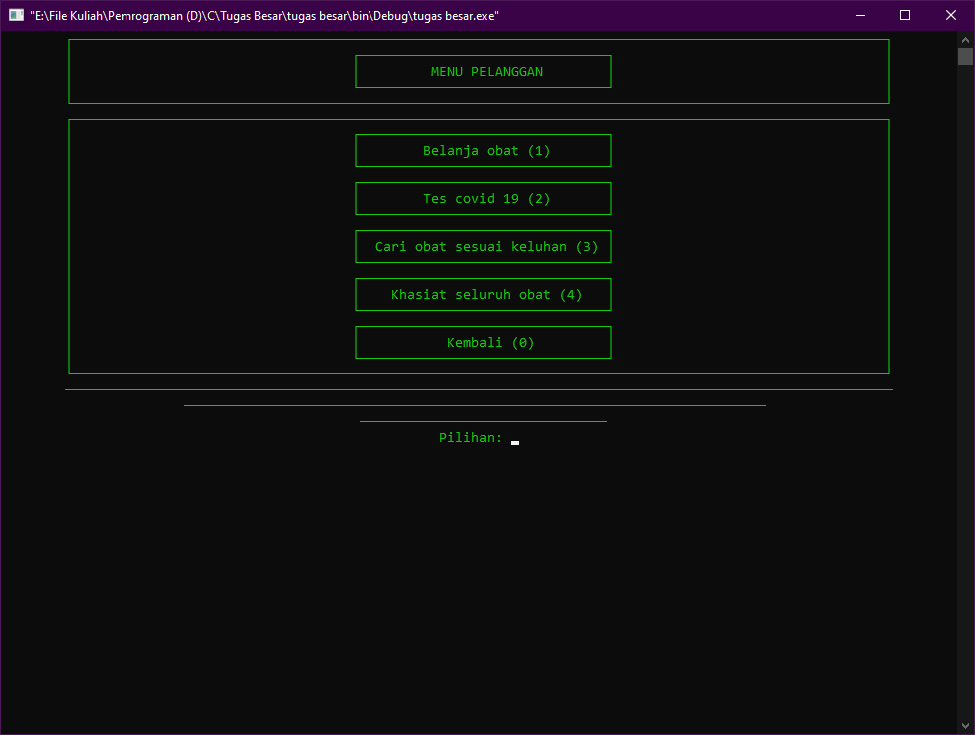 "E:\File Kuliah\Pemrograman (D)\C\Tugas Besar\tugas besar\bin\Debug\tugas besar.exe"
MENU PELANGGAN
Belanja obat (1)
Tes covid 19 (2)
Cari obat sesuai keluhan (3)
Khasiat seluruh obat (4)
Kembali (0)
Pilihan: